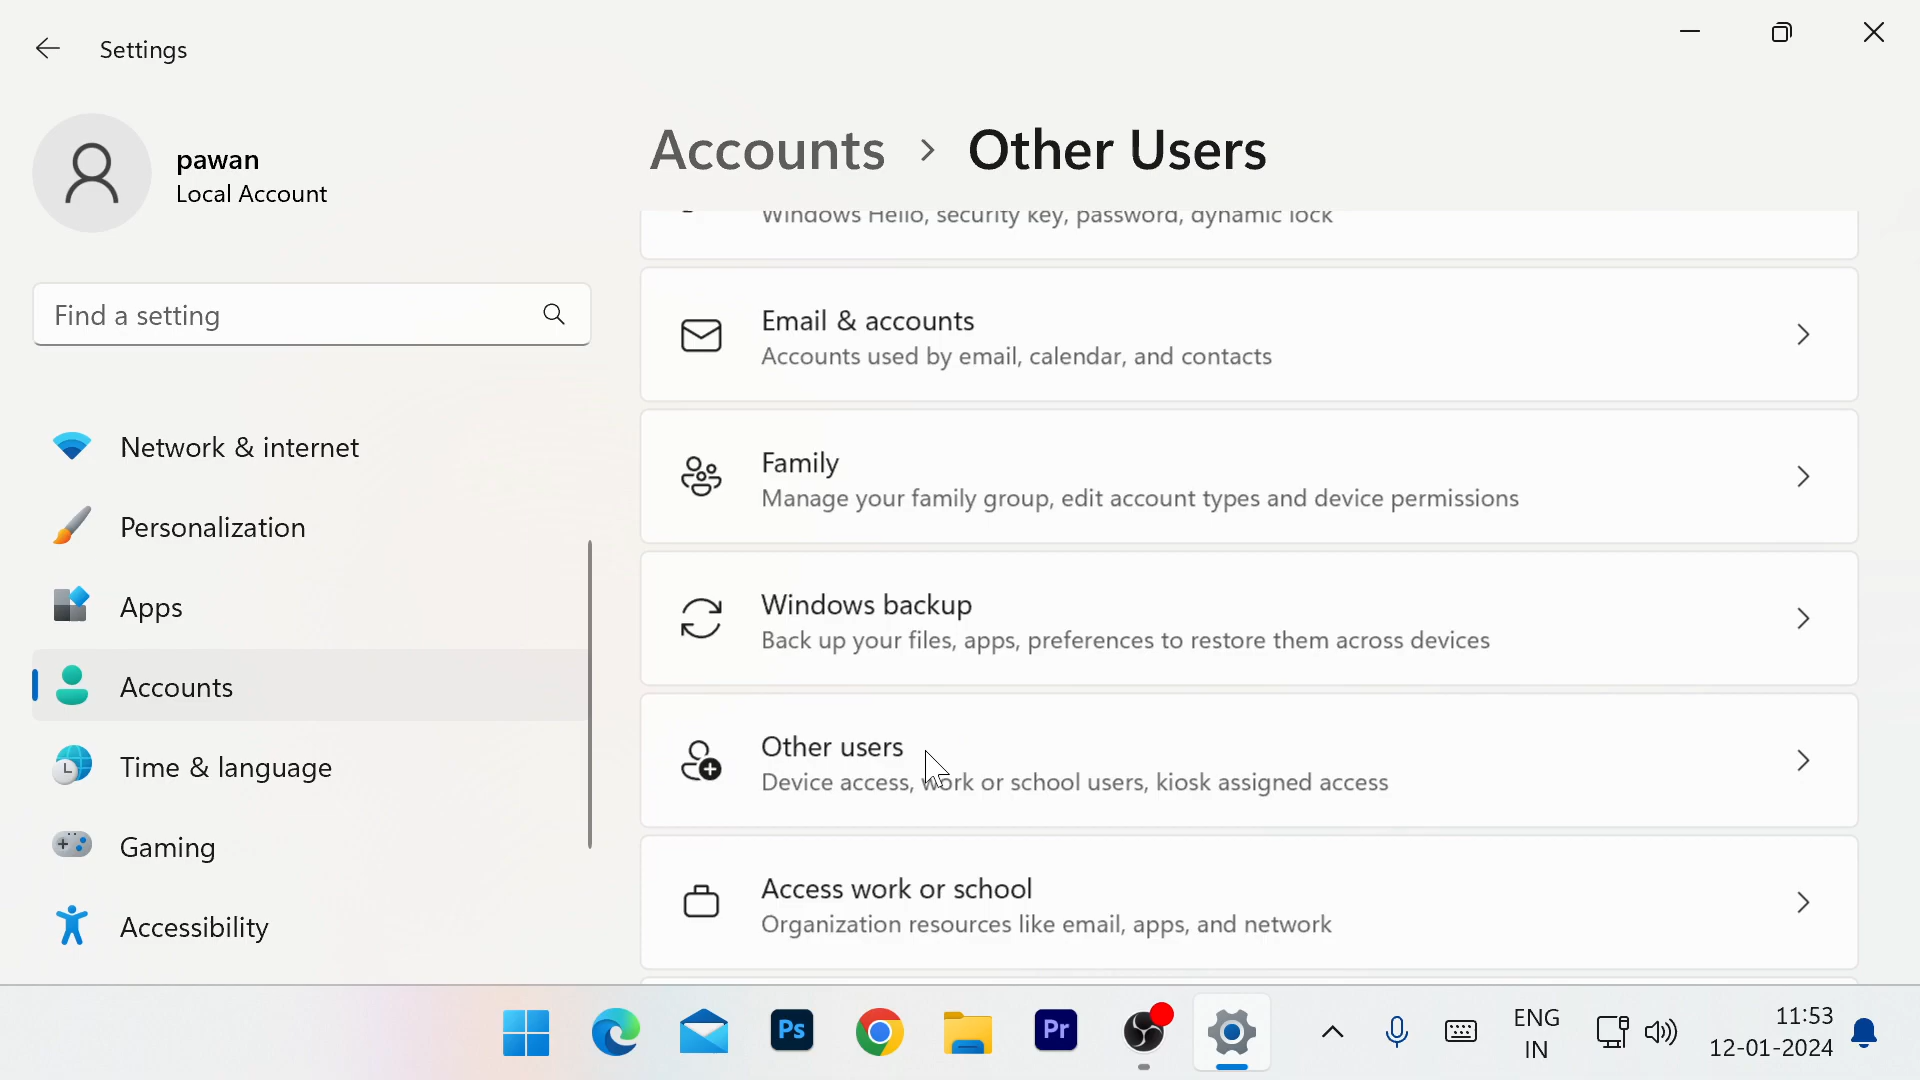 Settings
pawan
Local Account
Find a setting
Network & internet
Personalization
Apps
Accounts
Time & language
Gaming
Accessibility
Accounts > Other Users
Windows Hello, security key, password, dynamic lock
Email & accounts
Accounts used by email, calendar, and contacts
Family
Manage your family group, edit account types and device permissions
Windows backup
Back up your files, apps, preferences to restore them across devices
Other users
Device access, work or school users, kiosk assigned access
Access work or school
Organization resources like email, apps, and network
Ps
Pr
ENG
IN
11:53
12-01-2024